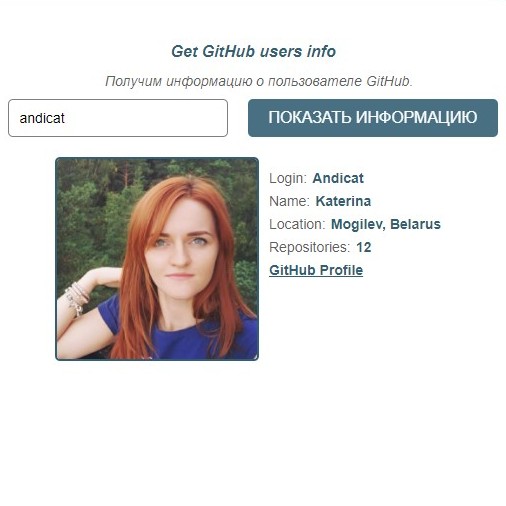 Get GitHub users info
Получим информацию о пользователе GitHub.
andicat
ПОКАЗАТЬ ИНФОРМАЦИЮ
Login: Andicat
Name: Katerina
Location: Mogilev, Belarus
Repositories: 12
GitHub Profile